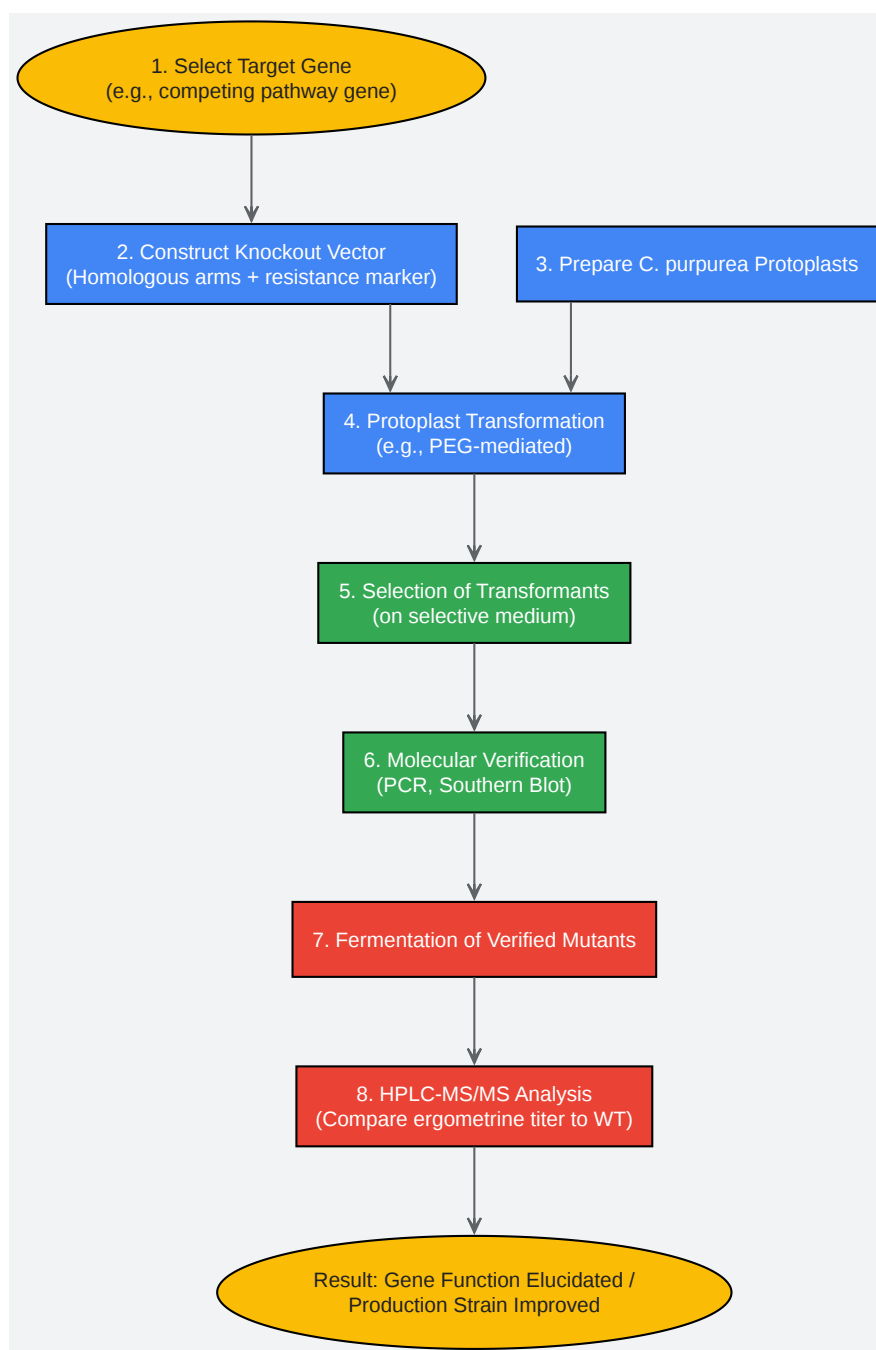 1. Select Target Gene
(e.g., competing pathway gene)
2. Construct Knockout Vector
(Homologous arms + resistance marker)
3. Prepare C. purpurea Protoplasts
4. Protoplast Transformation
(e.g., PEG-mediated)
5. Selection of Transformants
(on selective medium)
6. Molecular Verification
(PCR, Southern Blot)
7. Fermentation of Verified Mutants
8. HPLC-MS/MS Analysis
(Compare ergometrine titer to WT)
Result: Gene Function Elucidated /
Production Strain Improved